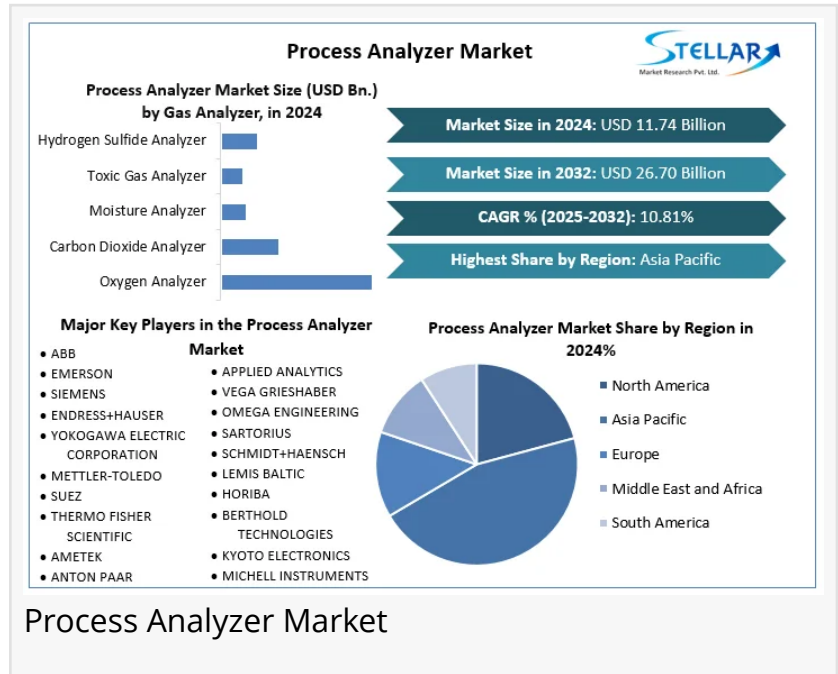 Process Analyzer Market
STELLAR
Market Research Pvt. Ltd.
Process Analyzer Market Size (USD Bn.)
by Gas Analyzer, in 2024
Hydrogen Sulfide Analyzer
Toxic Gas Analyzer
Moisture Analyzer
Carbon Dioxide Analyzer
Oxygen Analyzer
Market Size in 2024: USD 11.74 Billion
Market Size in 2032: USD 26.70 Billion
CAGR % (2025-2032): 10.81%
Highest Share by Region: Asia Pacific
Major Key Players in the Process Analyzer
Market
• ABB
• EMERSON
• SIEMENS
• ENDRESS+HAUSER
• YOKOGAWA ELECTRIC
CORPORATION
• METTLER-TOLEDO
• SUEZ
• THERMO FISHER
SCIENTIFIC
• AMETEK
• ANTON PAAR
• APPLIED ANALYTICS
• VEGA GRIESHABER
• OMEGA ENGINEERING
• SARTORIUS
• SCHMIDT+HAENSCH
• LEMIS BALTIC
• HORIBA
• BERTHOLD
TECHNOLOGIES
• KYOTO ELECTRONICS
• MICHELL INSTRUMENTS
Process Analyzer Market Share by Region in
2024%
North America
Asia Pacific
Europe
Middle East and Africa
South America
Process Analyzer Market